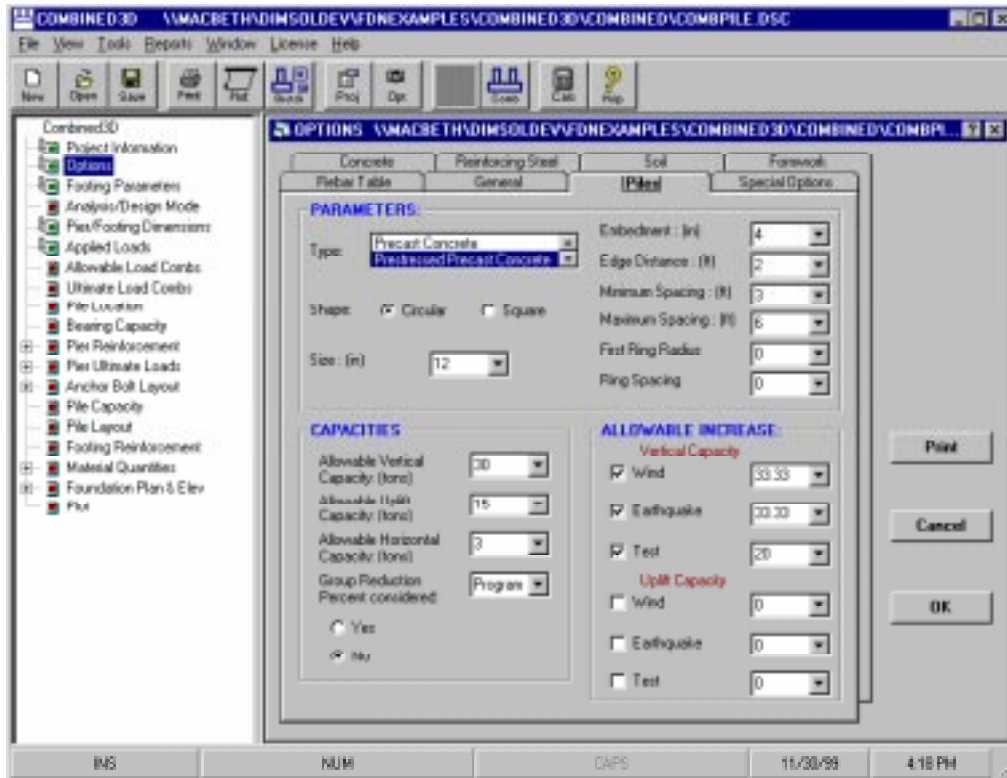 COMBINED3D \\MACBETH\DIMSOLDEV\FDNEXAMPLES\COMBINED3D\COMBINED\COMBPILE.DSC
File View Tools Reports Window License Help
New Open Save Print Plot Proj Opt Comb Calc Help
Combined3D
Project Information
Options
Footing Parameters
Analysis/Design Mode
Pier/Footing Dimensions
Applied Loads
Allowable Load Combs
Ultimate Load Combs
Pile Location
Bearing Capacity
Pier Reinforcement
Pier Ultimate Loads
Anchor Bolt Layout
Pile Capacity
Pile Layout
Footing Reinforcement
Material Quantities
Foundation Plan & Elev
Plot
OPTIONS \\MACBETH\DIMSOLDEV\FDNEXAMPLES\COMBINED3D\COMBINED\COMBPI...
Concrete Reinforcing Steel Soil Formwork
Rebar Table General Piles Special Options
PARAMETERS:
Type: Precast Concrete
Prestressed Precast Concrete
Shape: Circular Square
Size : (in) 12
Embedment : (in) 4
Edge Distance : (ft) 2
Minimum Spacing : (ft) 3
Maximum Spacing : (ft) 6
First Ring Radius 0
Ring Spacing 0
CAPACITIES
Allowable Vertical
Capacity: (tons) 30
Allowable Uplift
Capacity: (tons) 15
Allowable Horizontal
Capacity: (tons) 3
Group Reduction
Percent considered: Program
Yes
No
ALLOWABLE INCREASE:
Vertical Capacity
Wind 33.33
Earthquake 33.33
Test 20
Uplift Capacity
Wind 0
Earthquake 0
Test 0
Print
Cancel
OK
INS NUM CAPS 11/30/99 4:18 PM